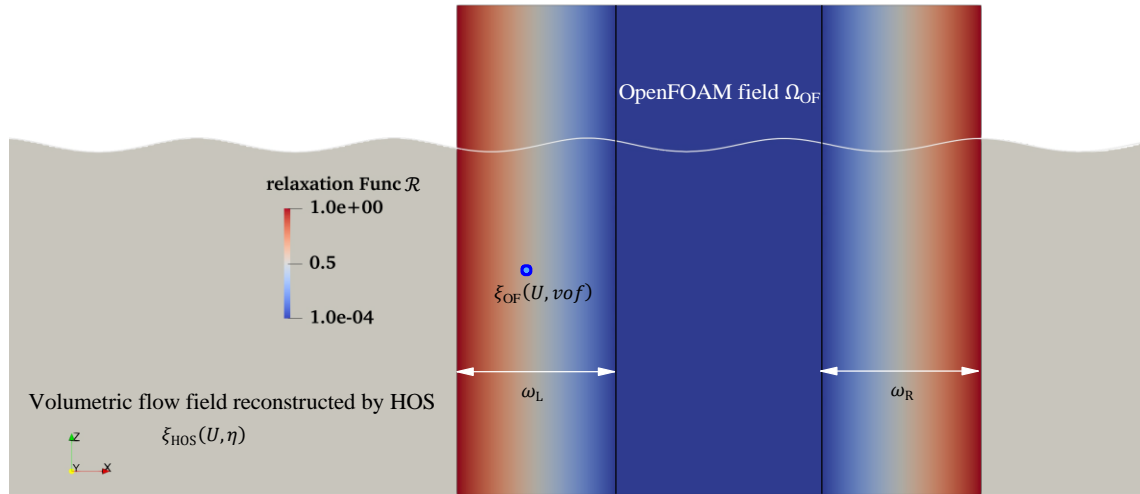 OpenFOAM field Ω_OF
relaxation Func ℛ
1.0e+00
0.5
1.0e-04
ξ_OF(U, vof)
ω_L
ω_R
Volumetric flow field reconstructed by HOS
ξ_HOS(U, η)
Z
Y
X